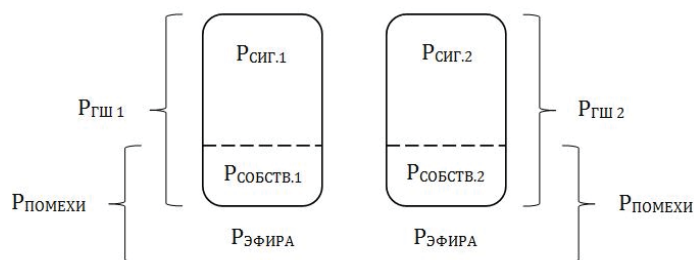 PСИГ.1 PСИГ.2
PГШ 1 PГШ 2
PСОБСТВ.1 PСОБСТВ.2
PПОМЕХИ PПОМЕХИ
PЭФИРА PЭФИРА